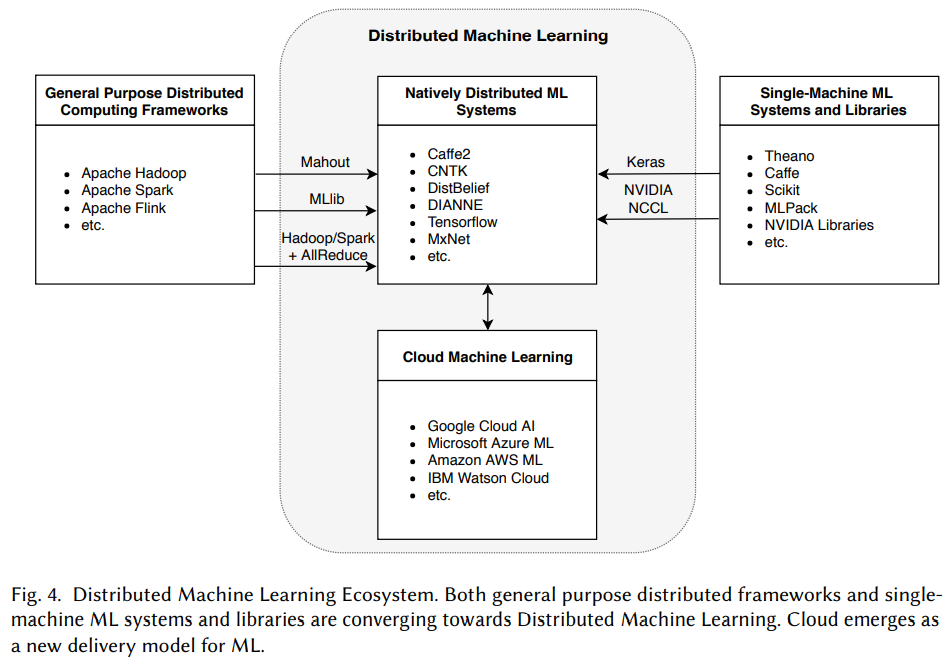 Distributed Machine Learning
General Purpose Distributed
Computing Frameworks
• Apache Hadoop
• Apache Spark
• Apache Flink
• etc.
Mahout
MLlib
Hadoop/Spark
+ AllReduce
Natively Distributed ML
Systems
• Caffe2
• CNTK
• DistBelief
• DIANNE
• Tensorflow
• MxNet
• etc.
Keras
NVIDIA
NCCL
Single-Machine ML
Systems and Libraries
• Theano
• Caffe
• Scikit
• MLPack
• NVIDIA Libraries
• etc.
Cloud Machine Learning
• Google Cloud AI
• Microsoft Azure ML
• Amazon AWS ML
• IBM Watson Cloud
• etc.
Fig. 4. Distributed Machine Learning Ecosystem. Both general purpose distributed frameworks and single-
machine ML systems and libraries are converging towards Distributed Machine Learning. Cloud emerges as
a new delivery model for ML.